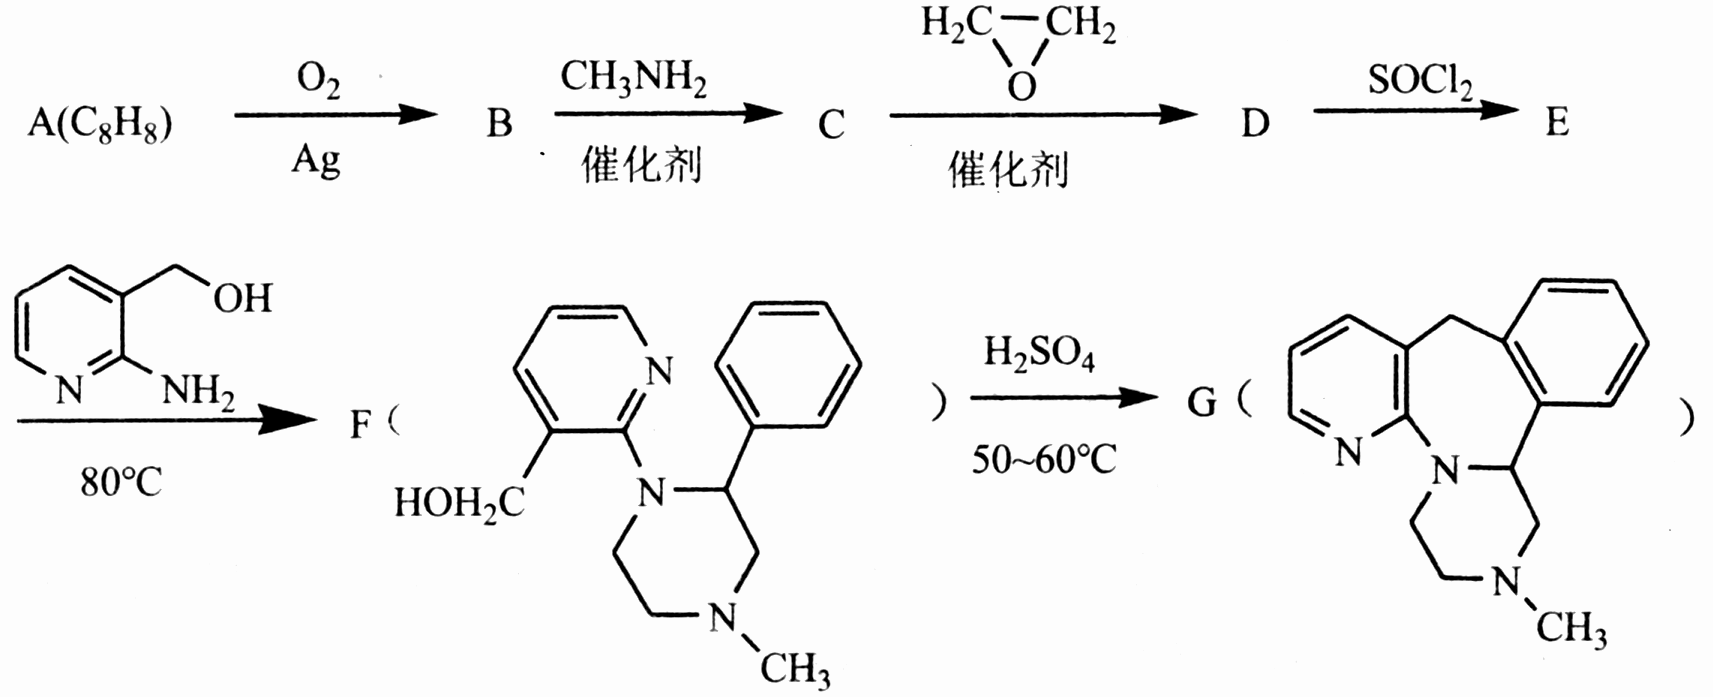 H₂C—CH₂
O
A(C₈H₈) O₂ Ag B CH₃NH₂ 催化剂 C 催化剂 D SOCl₂ E
OH
N NH₂
80℃
F(
N
HOH₂C N
N
CH₃
)
H₂SO₄
50~60℃
G(
N N
N
CH₃
)